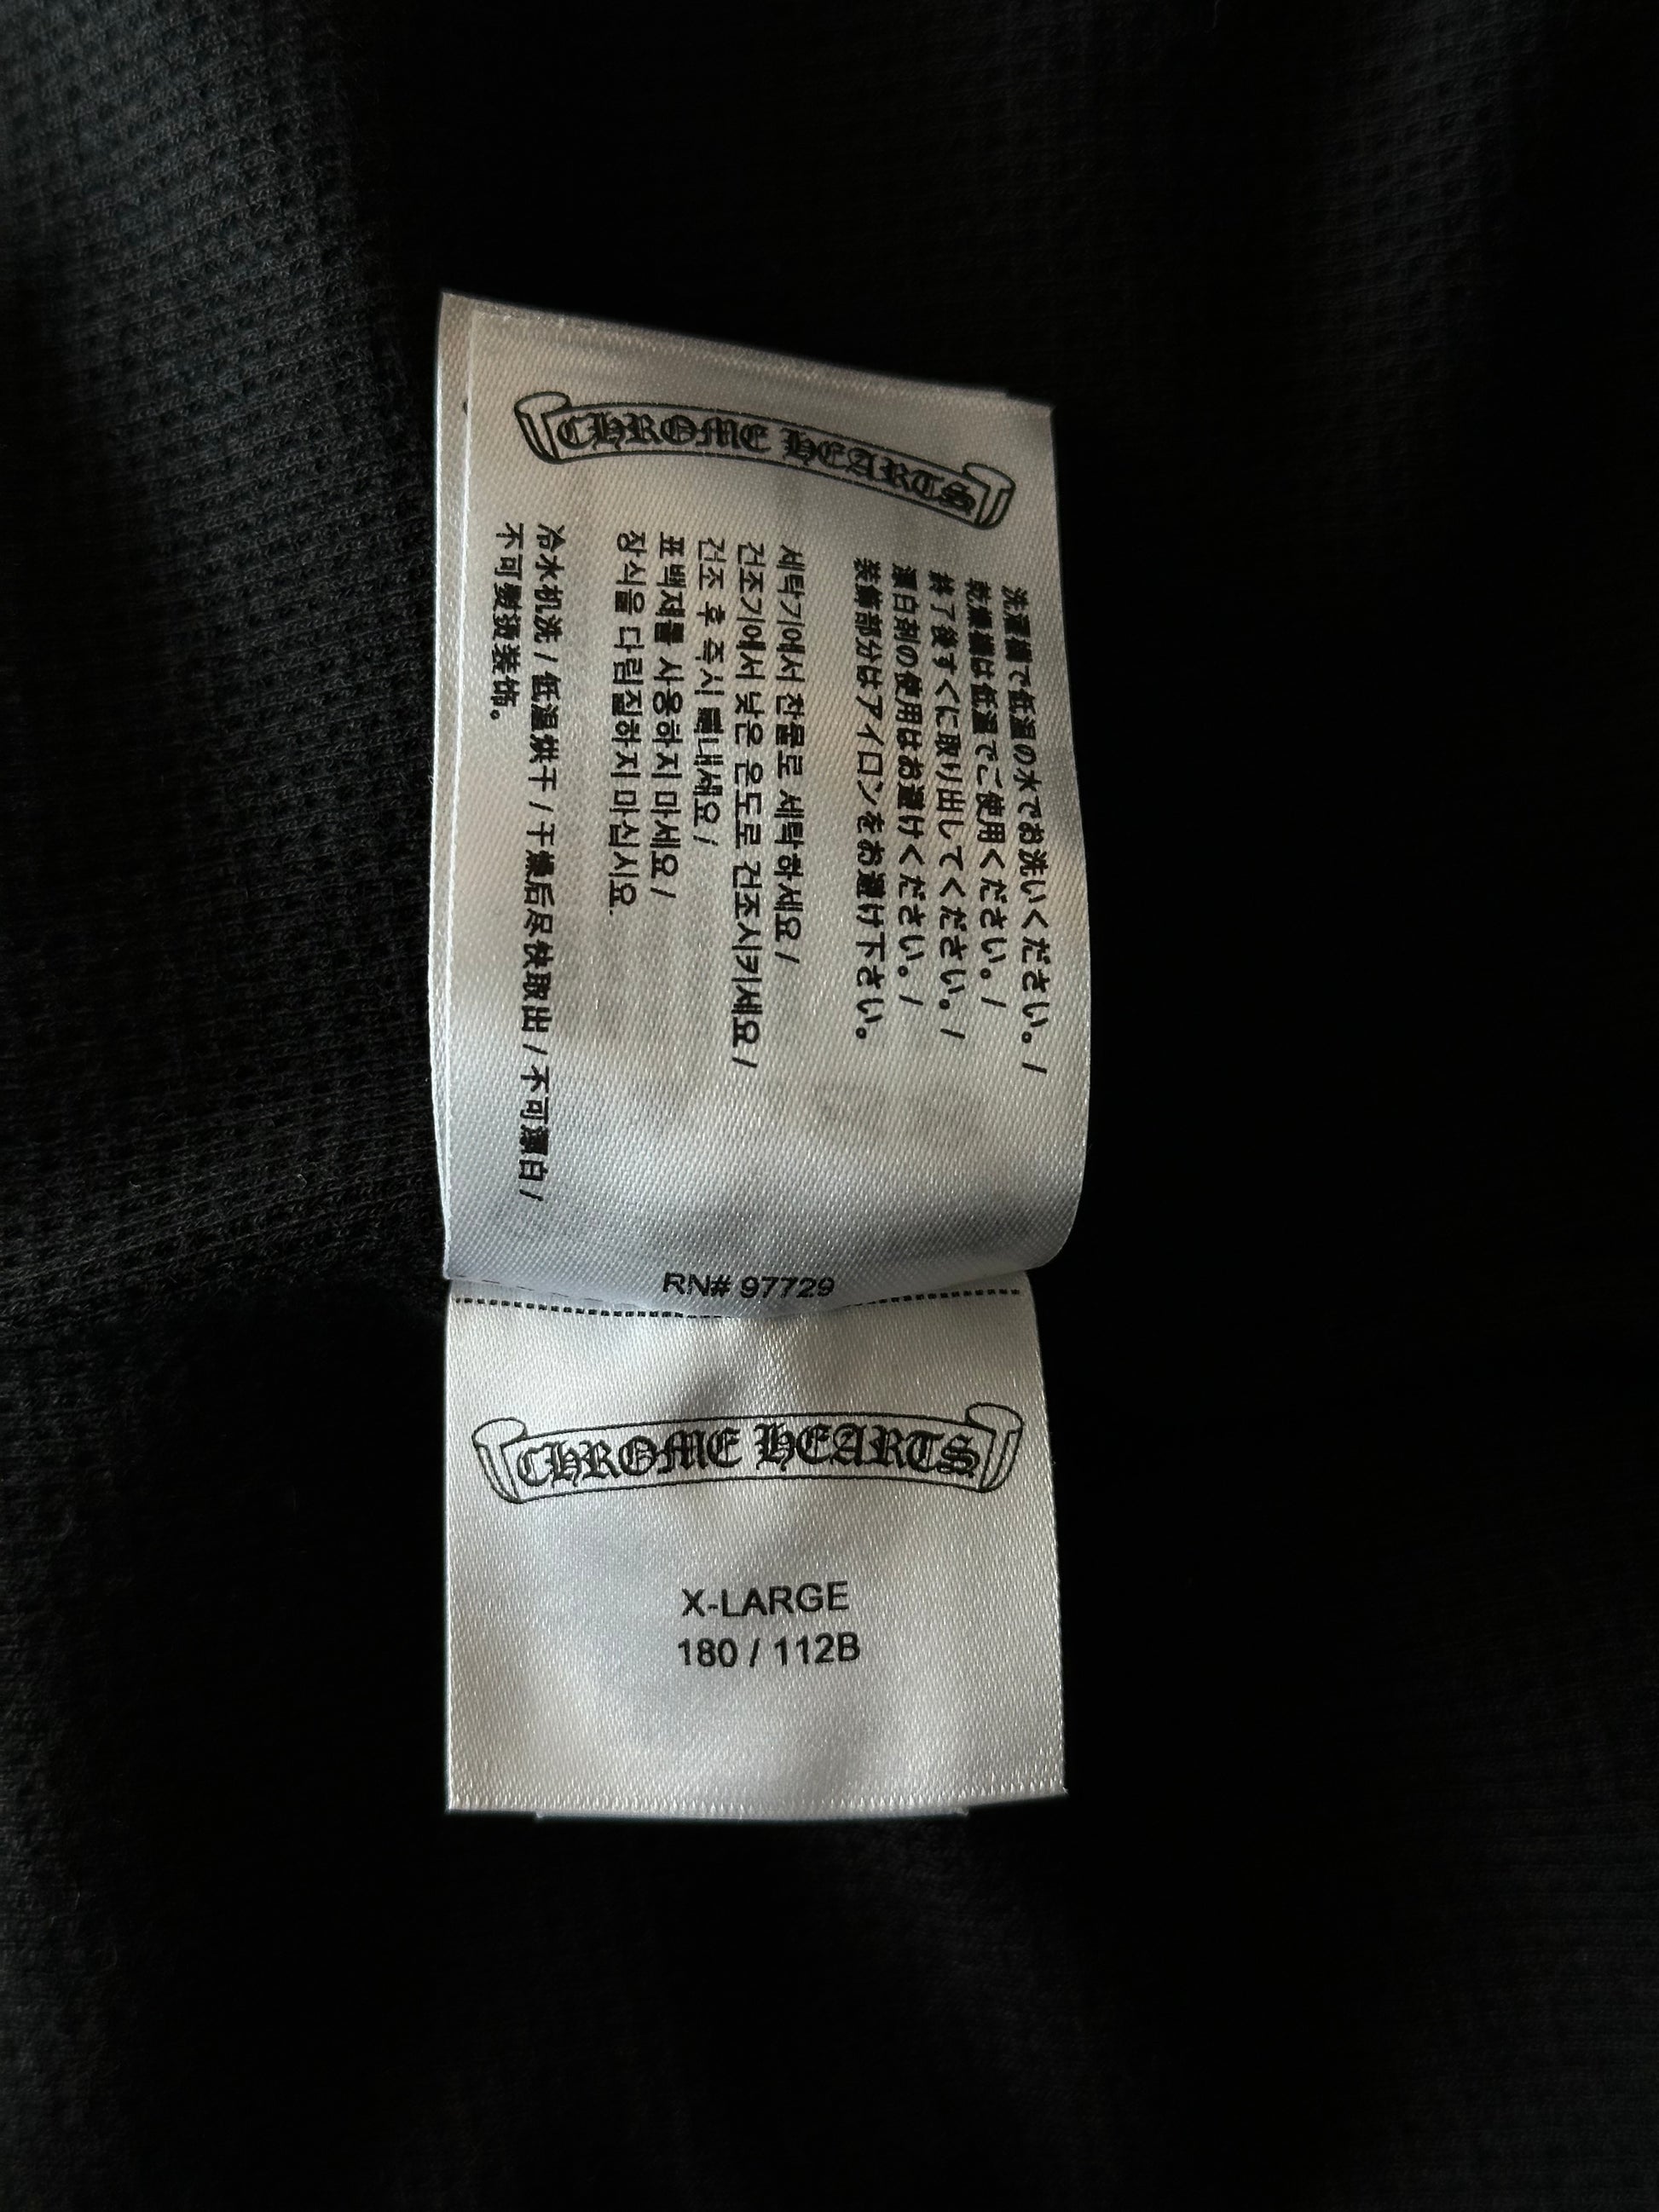 CHROME HEARTS
洗濯機で低温の水でお洗いください。/
乾燥機は低温でご使用ください。/
終了後すぐに取り出してください。/
漂白剤の使用はお避けください。/
装飾部分はアイロンをお避け下さい。
세탁기에서 찬물로 세탁하세요 /
건조기에서 낮은 온도로 건조시키세요 /
건조 후 즉시 빼내세요 /
표백제를 사용하지 마세요 /
장식을 다림질하지 마십시요.
冷水机洗 / 低温烘干 / 干燥后尽快取出 / 不可漂白 /
不可熨烫装饰。
RN# 97729
CHROME HEARTS
X-LARGE
180 / 112B